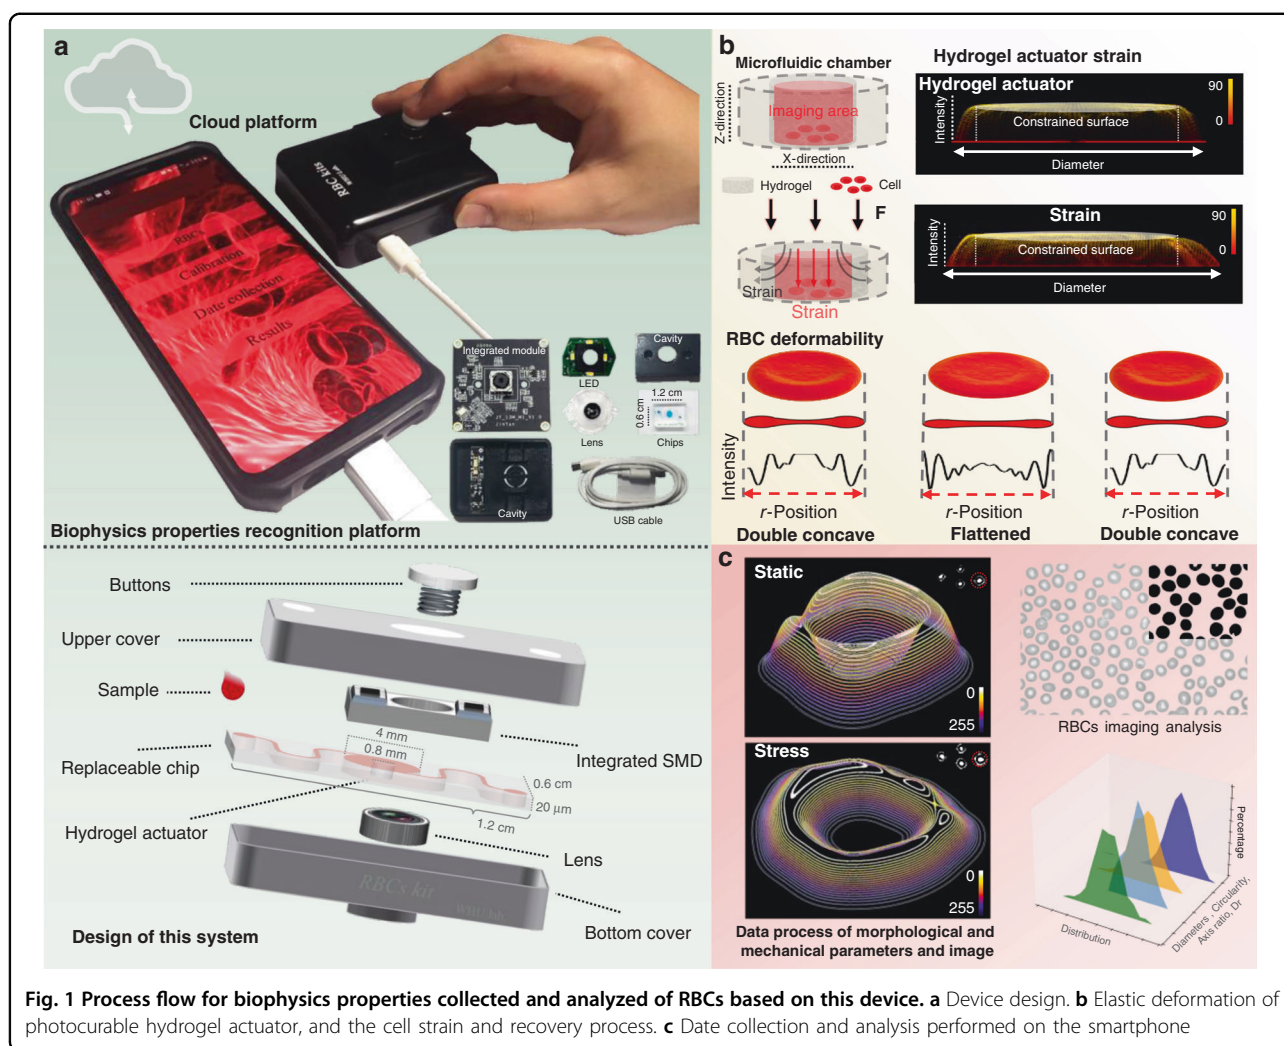 a
Cloud platform
RBC kits
RBCs
Calibration
Date collection
Results
Integrated module
LED
Cavity
1.2 cm
0.6 cm
Lens
Chips
Cavity
USB cable
Biophysics properties recognition platform
Buttons
Upper cover
Sample
4 mm
0.8 mm
Integrated SMD
Replaceable chip
0.6 cm
20 μm
1.2 cm
Hydrogel actuator
Lens
RBCs kit
Bottom cover
Design of this system
b
Microfluidic chamber
Z-direction
Imaging area
X-direction
Hydrogel
Cell
F
Strain
Strain
Hydrogel actuator strain
Hydrogel actuator
90
0
Intensity
Constrained surface
Diameter
Strain
90
0
Intensity
Constrained surface
Diameter
RBC deformability
Intensity
r-Position
r-Position
r-Position
Double concave
Flattened
Double concave
c
Static
0
255
Stress
0
255
Data process of morphological and
mechanical parameters and image
RBCs imaging analysis
Percentage
Distribution
Diameters , Circularity,
Axis ratio, Dr
Fig. 1 Process flow for biophysics properties collected and analyzed of RBCs based on this device. a Device design. b Elastic deformation of
photocurable hydrogel actuator, and the cell strain and recovery process. c Date collection and analysis performed on the smartphone